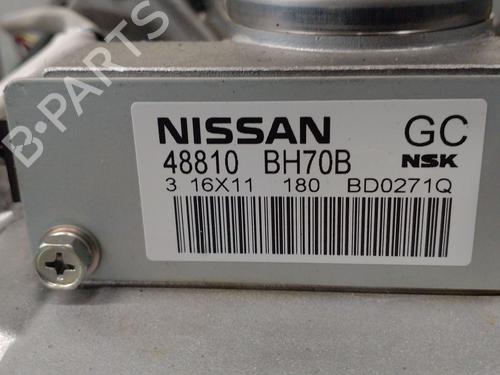 B-PARTS
NISSAN GC
48810 BH70B NSK
3 16X11 180 BD0271Q